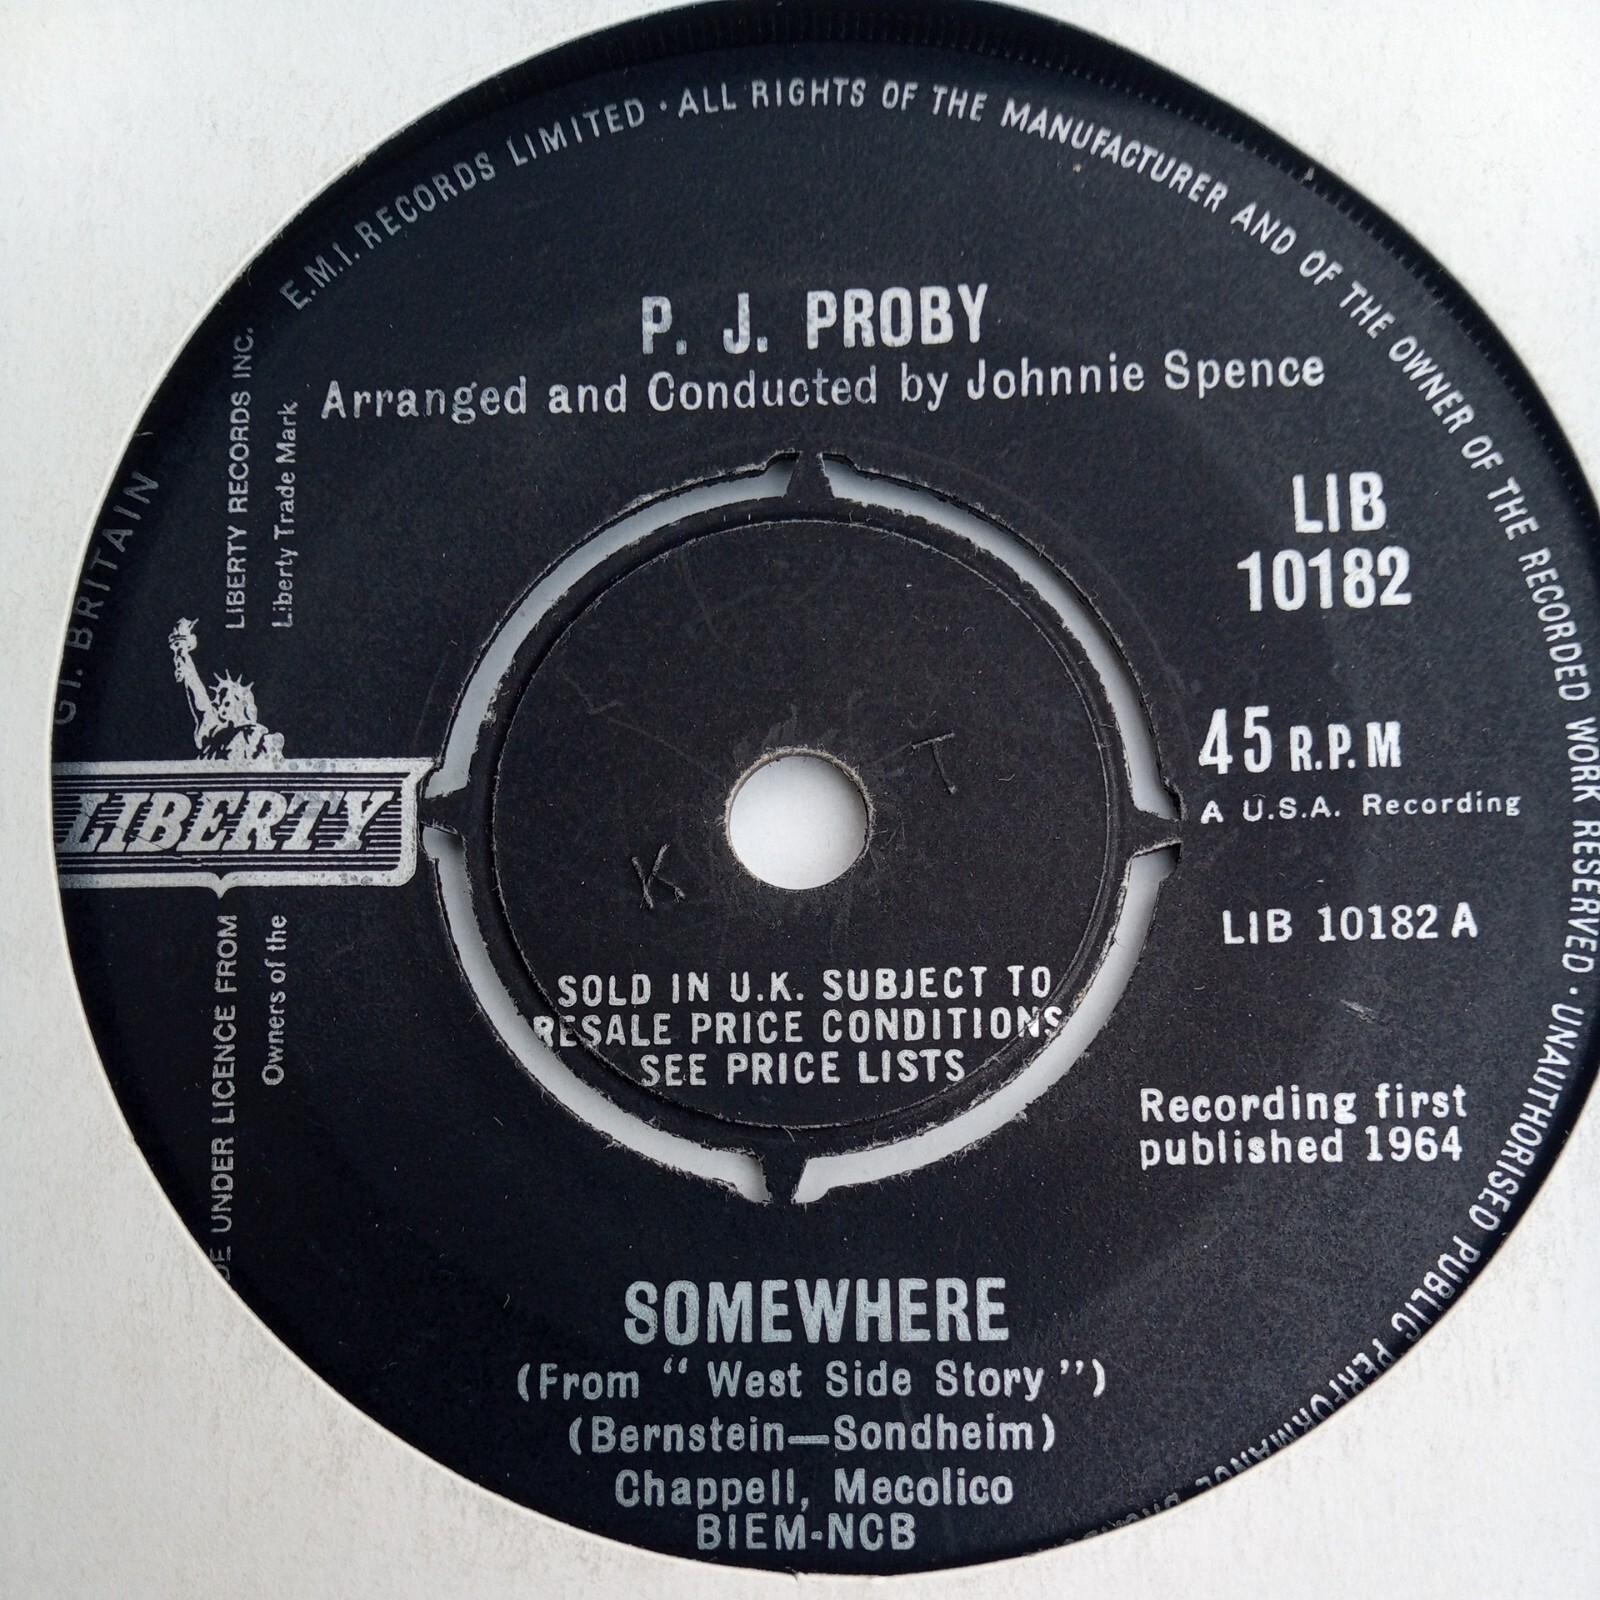 E.M.I. RECORDS LIMITED · ALL RIGHTS OF THE MANUFACTURER AND OF THE OWNER OF THE RECORDED WORK RESERVED · UNAUTHORISED PUBLIC PERFORMANCE
GT. BRITAIN
P. J. PROBY
Arranged and Conducted by Johnnie Spence
LIBERTY RECORDS INC.
Liberty Trade Mark
LIBERTY
UNDER LICENCE FROM
Owners of the
LIB
10182
45 R.P.M
A U.S.A. Recording
LIB 10182 A
T
K
SOLD IN U.K. SUBJECT TO
RESALE PRICE CONDITIONS
SEE PRICE LISTS
Recording first
published 1964
SOMEWHERE
(From “ West Side Story ”)
(Bernstein—Sondheim)
Chappell, Mecolico
BIEM-NCB